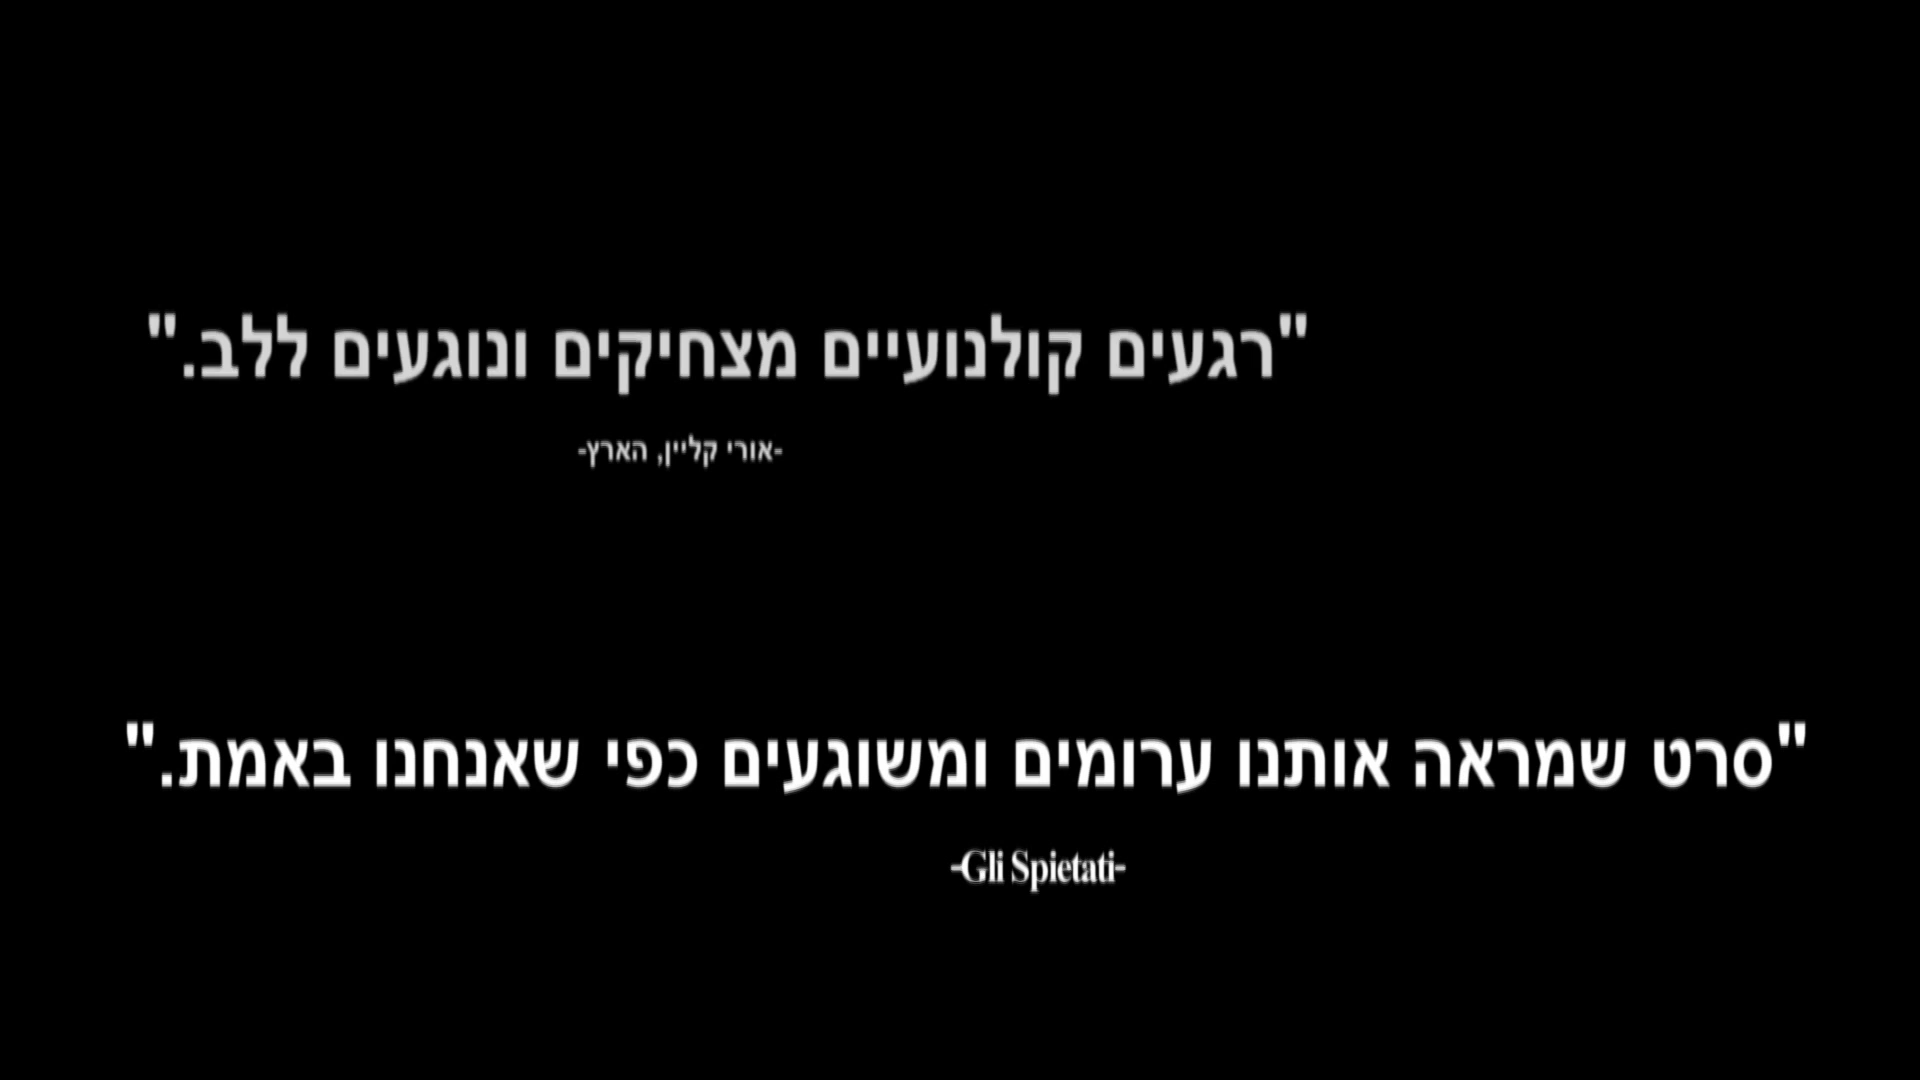 "רגעים קולנועיים מצחיקים ונוגעים ללב."
-אורי קליין, הארץ-
"סרט שמראה אותנו ערומים ומשוגעים כפי שאנחנו באמת."
-Gli Spietati-